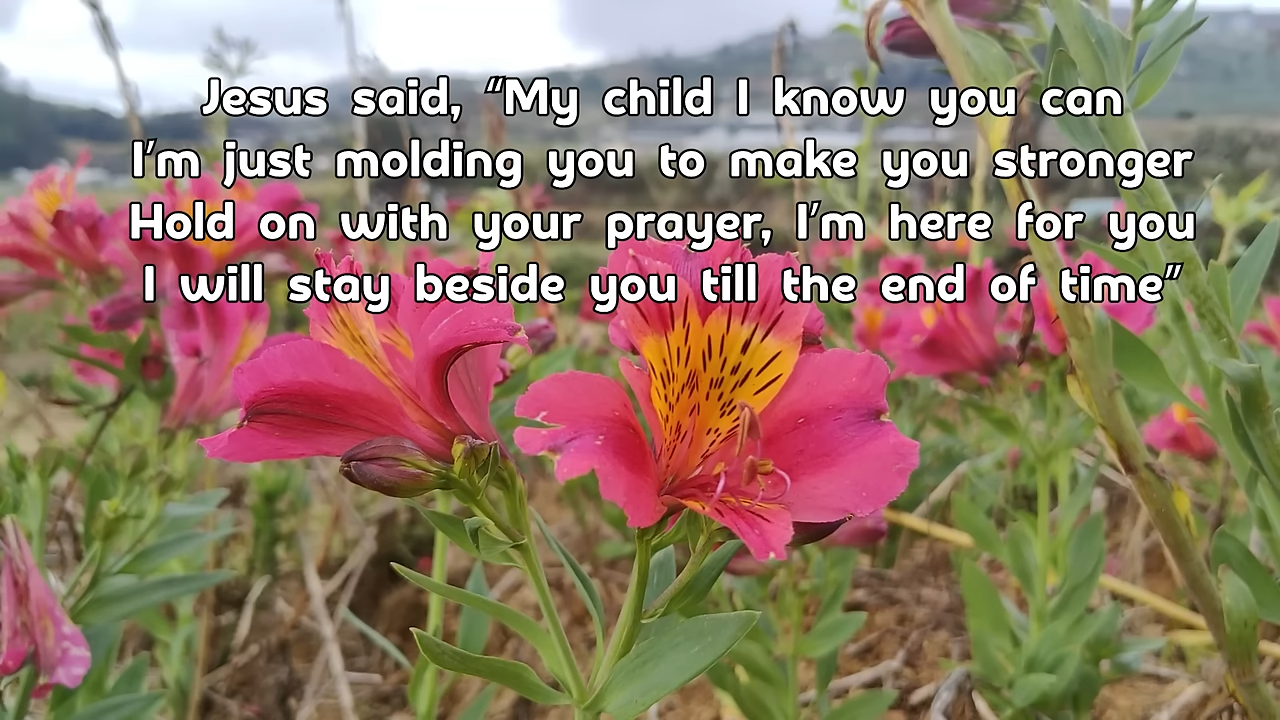 Jesus said, "My child I know you can
I'm just molding you to make you stronger
Hold on with your prayer, I'm here for you
I will stay beside you till the end of time"